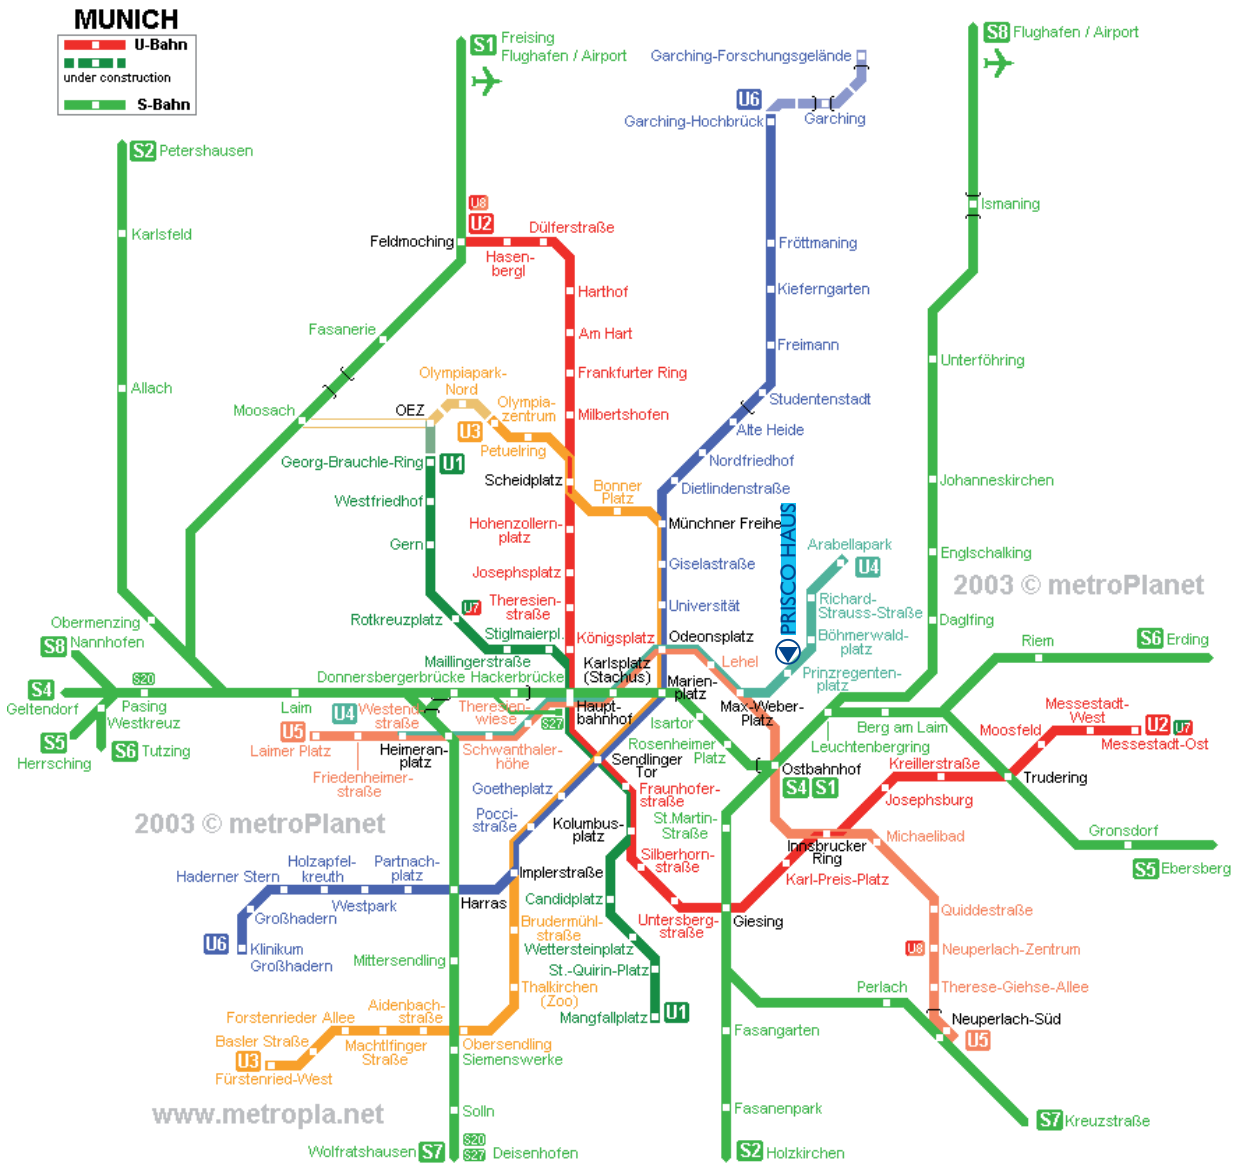 MUNICH
U-Bahn
under construction
S-Bahn
S1 Freising
Flughafen / Airport
S8 Flughafen / Airport
Garching-Forschungsgelände
U6
Garching-Hochbrück
Garching
S2 Petershausen
Karlsfeld
Allach
U8
U2
Feldmoching
Dülferstraße
Hasen-
bergl
Ismaning
Fröttmaning
Harthof
Kieferngarten
Fasanerie
Am Hart
Freimann
Unterföhring
Frankfurter Ring
Olympiapark-
Nord
Studentenstadt
Moosach
OEZ
Olympia-
zentrum
Milbertshofen
Alte Heide
U3
Petuelring
Georg-Brauchle-Ring
U1
Nordfriedhof
Scheidplatz
Bonner
Platz
Dietlindenstraße
Johanneskirchen
Westfriedhof
Hohenzollern-
platz
Münchner Freihe
PRISCO HAUS
Gern
Arabellapark
U4
Englschalking
Josephsplatz
Giselastraße
2003 © metroPlanet
Theresien-
straße
Universität
Richard-
Strauss-Straße
U7
Rotkreuzplatz
Obermenzing
Daglfing
Stiglmaierpl.
Königsplatz
Odeonsplatz
Böhmerwald-
platz
Riem
S6 Erding
Nannhofen
S8
Maillingerstraße
Karlsplatz
(Stachus)
Lehel
Prinzregenten-
platz
S4
S20
Donnersbergerbrücke
Hackerbrücke
Marien-
platz
Geltendorf
Pasing
Westkreuz
Laim
U4
Westend-
straße
Theresien-
wiese
S27
Haupt-
bahnhof
Isartor
Max-Weber-
Platz
Berg am Laim
Leuchtenbergring
Messestadt-
West
U2
U7
Moosfeld
Messestadt-Ost
S5
Herrsching
S6 Tutzing
U5
Laimer Platz
Friedenheimer-
straße
Heimeran-
platz
Schwanthaler-
höhe
Rosenheimer
Platz
Sendlinger
Tor
Ostbahnhof
S4 S1
Kreillerstraße
Trudering
Josephsburg
Goetheplatz
Fraunhofer-
straße
2003 © metroPlanet
Pocci-
straße
Kolumbus-
platz
St.Martin-
Straße
Michaelibad
Gronsdorf
Innsbrucker
Ring
Silberhorn-
straße
Karl-Preis-Platz
S5 Ebersberg
Haderner Stern
Holzapfel-
kreuth
Partnach-
platz
Implerstraße
Westpark
Harras
Candidplatz
Großhadern
Untersberg-
straße
Giesing
Quiddestraße
U6
Klinikum
Großhadern
Brudermühl-
straße
Wettersteinplatz
U8
Neuperlach-Zentrum
Mittersendling
St.-Quirin-Platz
Thalkirchen
(Zoo)
Perlach
Therese-Giehse-Allee
Aidenbach-
straße
Forstenrieder Allee
Mangfallplatz
U1
Neuperlach-Süd
U5
Basler Straße
Machtlfinger
Straße
Obersendling
Siemenswerke
Fasangarten
U3
Fürstenried-West
www.metropla.net
Solln
Fasanenpark
S7 Kreuzstraße
Wolfratshausen S7
S20
S27
Deisenhofen
S2 Holzkirchen